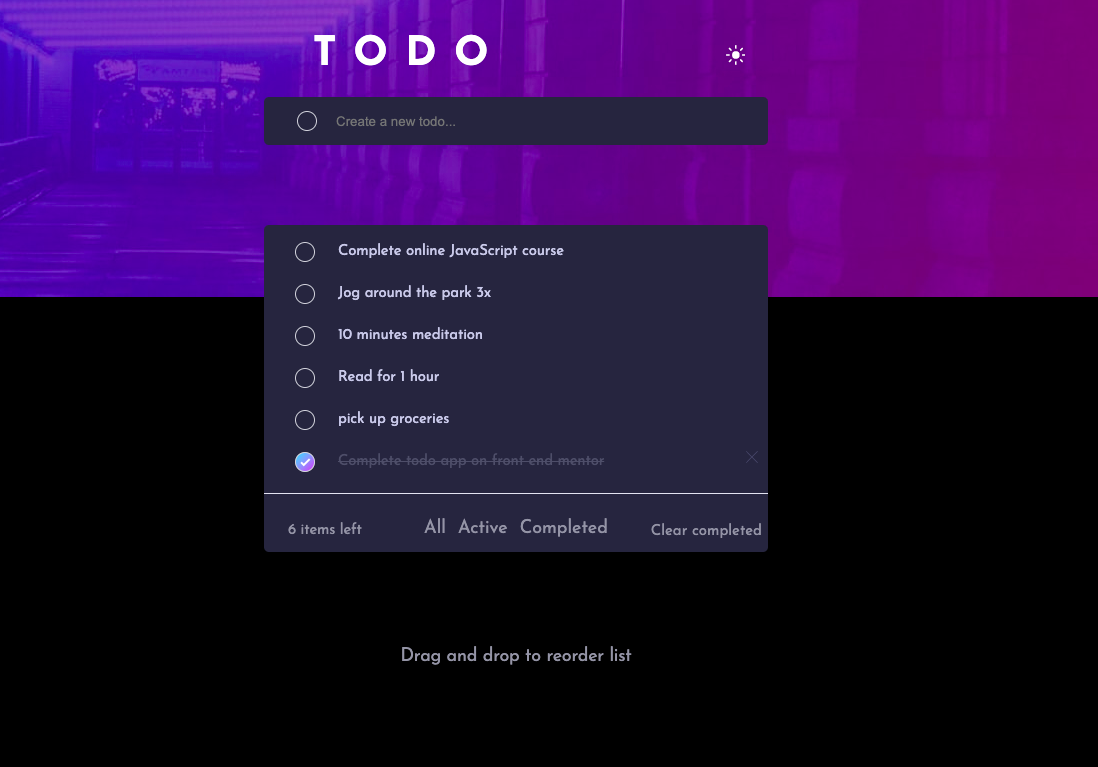 TODO
Create a new todo...
Complete online JavaScript course
Jog around the park 3x
10 minutes meditation
Read for 1 hour
pick up groceries
Complete todo app on front end mentor
6 items left All Active Completed Clear completed
Drag and drop to reorder list